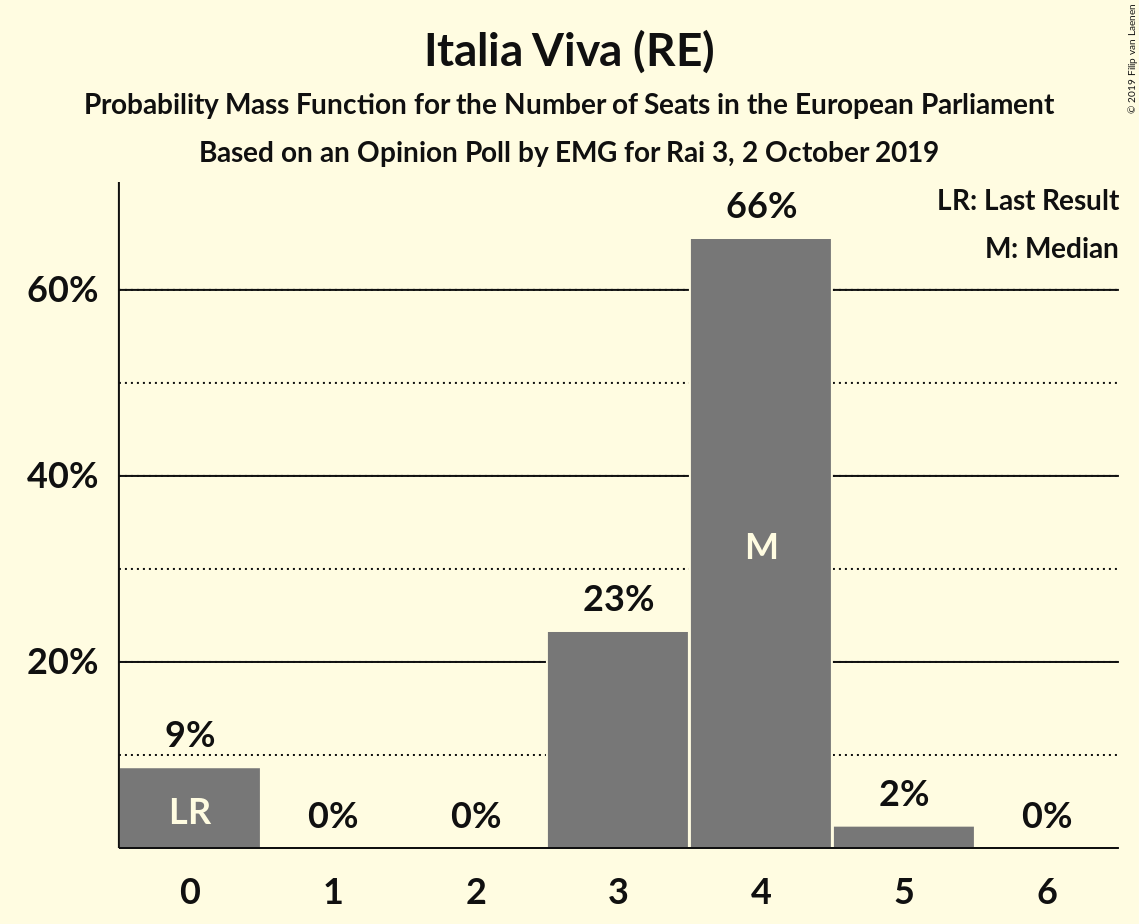 Italia Viva (RE)
Probability Mass Function for the Number of Seats in the European Parliament
Based on an Opinion Poll by EMG for Rai 3, 2 October 2019
© 2019 Filip van Laenen
LR: Last Result
M: Median
66%
60%
40%
M
23%
20%
9%
LR
0%
0%
2%
0%
0 1 2 3 4 5 6